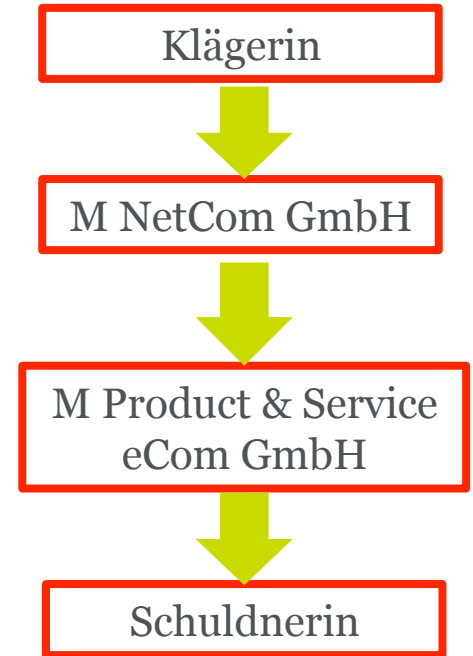 Klägerin
M NetCom GmbH
M Product & Service
eCom GmbH
Schuldnerin